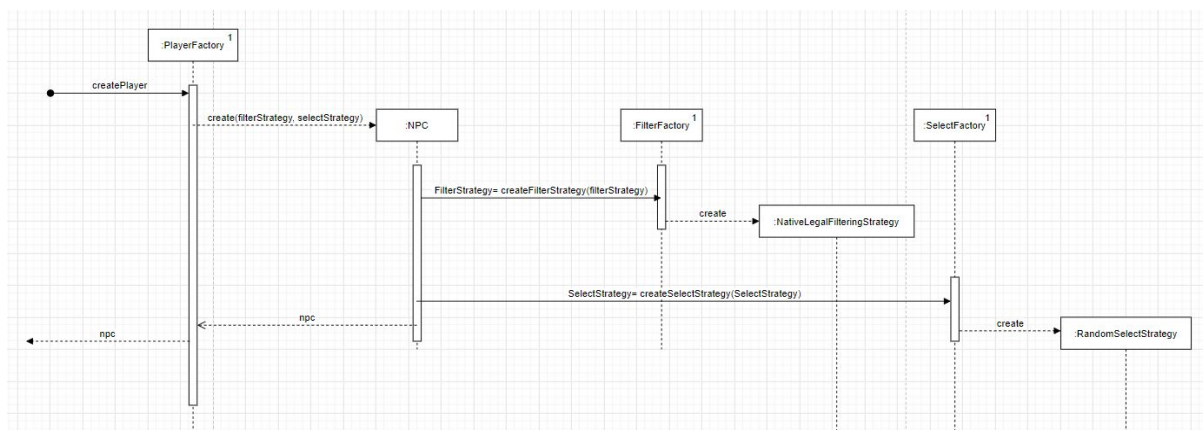 1
:PlayerFactory
createPlayer
create(filterStrategy, selectStrategy)
:NPC
1
:FilterFactory
1
:SelectFactory
FilterStrategy= createFilterStrategy(filterStrategy)
create
:NativeLegalFilteringStrategy
SelectStrategy= createSelectStrategy(SelectStrategy)
npc
create
npc
:RandomSelectStrategy